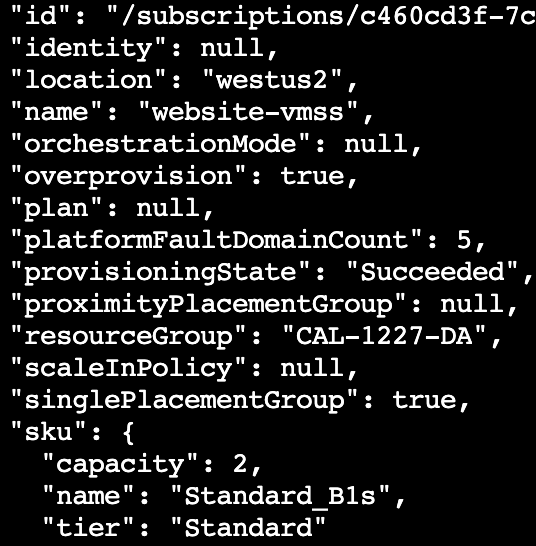 "id": "/subscriptions/c460cd3f-7c
"identity": null,
"location": "westus2",
"name": "website-vmss",
"orchestrationMode": null,
"overprovision": true,
"plan": null,
"platformFaultDomainCount": 5,
"provisioningState": "Succeeded",
"proximityPlacementGroup": null,
"resourceGroup": "CAL-1227-DA",
"scaleInPolicy": null,
"singlePlacementGroup": true,
"sku": {
  "capacity": 2,
  "name": "Standard_B1s",
  "tier": "Standard"